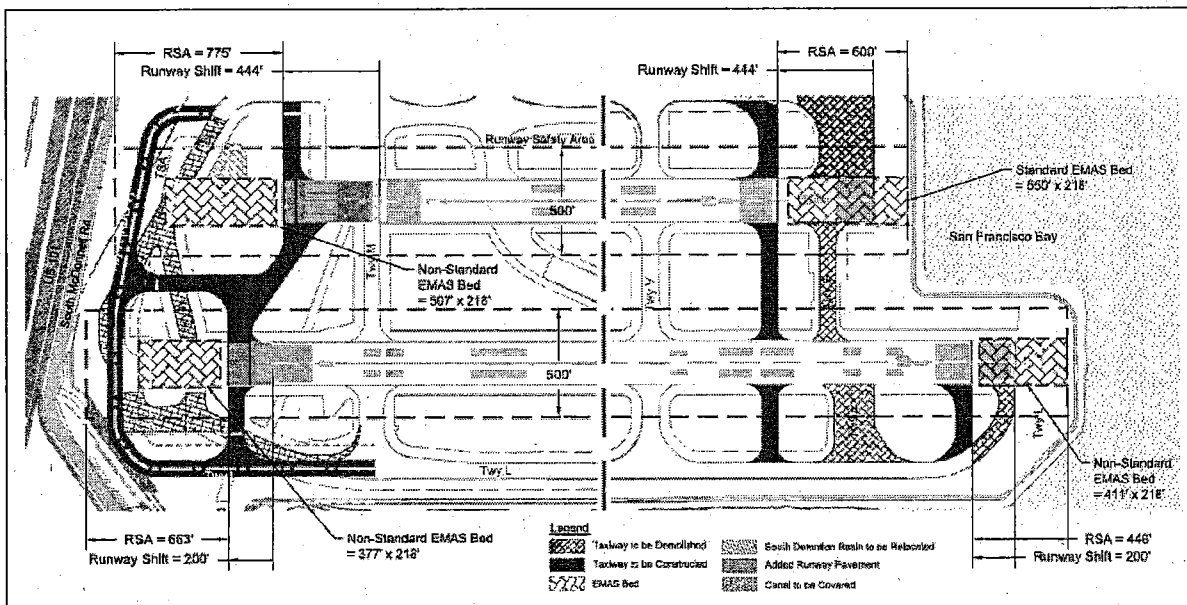 RSA = 775'
Runway Shift = 444'
RSA = 600'
Runway Shift = 444'
Runway Safety Area
500'
Standard EMAS Bed
= 550' x 218'
San Francisco Bay
US 101
South McDonnell Rd
TBA
Twy M
Twy V
Non-Standard
EMAS Bed
= 507' x 218'
500'
Twy L
Twy L
Non-Standard
EMAS Bed
= 411' x 218'
RSA = 663'
Runway Shift = 200'
Non-Standard EMAS Bed
= 377' x 218'
RSA = 446'
Runway Shift = 200'
Legend
Taxiway to be Demolished
Taxiway to be Constructed
EMAS Bed
South Detention Basin to be Relocated
Added Runway Pavement
Canal to be Covered